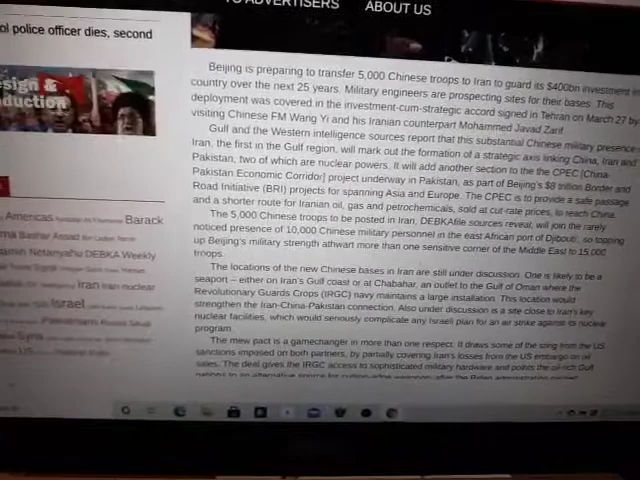 TO ADVERTISERS ABOUT US
ol police officer dies, second
sign &
duction
Beijing is preparing to transfer 5,000 Chinese troops to Iran to guard its $400bn investment in
country over the next 25 years. Military engineers are prospecting sites for their bases. This
deployment was covered in the investment-cum-strategic accord signed in Tehran on March 27 by
visiting Chinese FM Wang Yi and his Iranian counterpart Mohammed Javad Zarif.
Gulf and the Western intelligence sources report that this substantial Chinese military presence
Iran, the first in the Gulf region, will mark out the formation of a strategic axis linking China, Iran and
Pakistan, two of which are nuclear powers. It will add another section to the the CPEC [China-
Pakistan Economic Corridor] project underway in Pakistan, as part of Beijing's $8 trillion Border and
Road Initiative (BRI) projects for spanning Asia and Europe. The CPEC is to provide a safe passage
and a shorter route for Iranian oil, gas and petrochemicals, sold at cut-rate prices, to reach China.
The 5,000 Chinese troops to be posted in Iran, DEBKAfile sources reveal, will join the rarely
noticed presence of 10,000 Chinese military personnel in the east African port of Djibouti, so topping
up Beijing's military strength athwart more than one sensitive corner of the Middle East to 15,000
troops.
The locations of the new Chinese bases in Iran are still under discussion. One is likely to be a
seaport – either on Iran's Gulf coast or at Chabahar, an outlet to the Gulf of Oman where the
Revolutionary Guards Crops (IRGC) navy maintains a large installation. This location would
strengthen the Iran-China-Pakistan connection. Also under discussion is a site close to Iran's key
nuclear facilities, which would seriously complicate any Israeli plan for an air strike against its nuclear
program.
The mew pact is a gamechanger in more than one respect: It draws some of the sting from the US
sanctions imposed on both partners, by partially covering Iran's losses from the US embargo on oil
sales. The deal gives the IRGC access to sophisticated military hardware and points the oil-rich Gulf
Americas Barack
ma Bashar Assad
amin Netanyahu DEBKA Weekly
Egypt
Iran Iran nuclear
Israel
Palestinians Russia Saudi
Syria
US